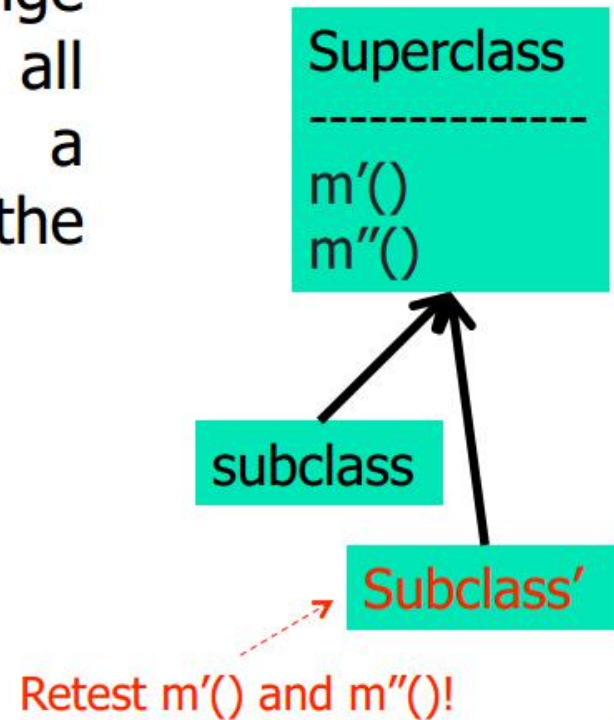 all
a
the
Superclass
--------------
m’()
m”()
subclass
Subclass’
Retest m’() and m”()!